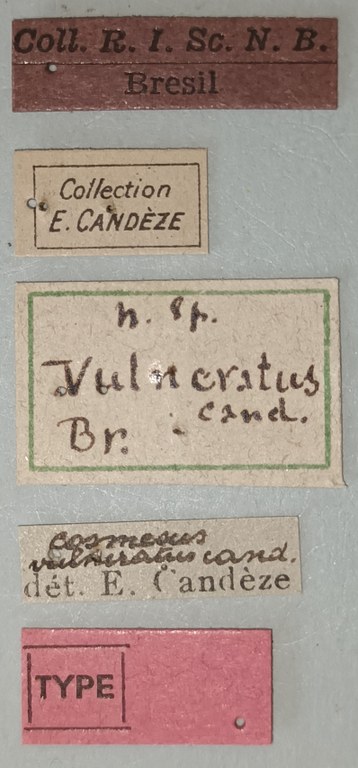 Coll. R. I. Sc. N. B.
Bresil
Collection
E. CANDÈZE
n. sp.
Vulneratus
Cand.
Br.
cosmesus
vulneratus cand.
dét. E. Candèze
TYPE